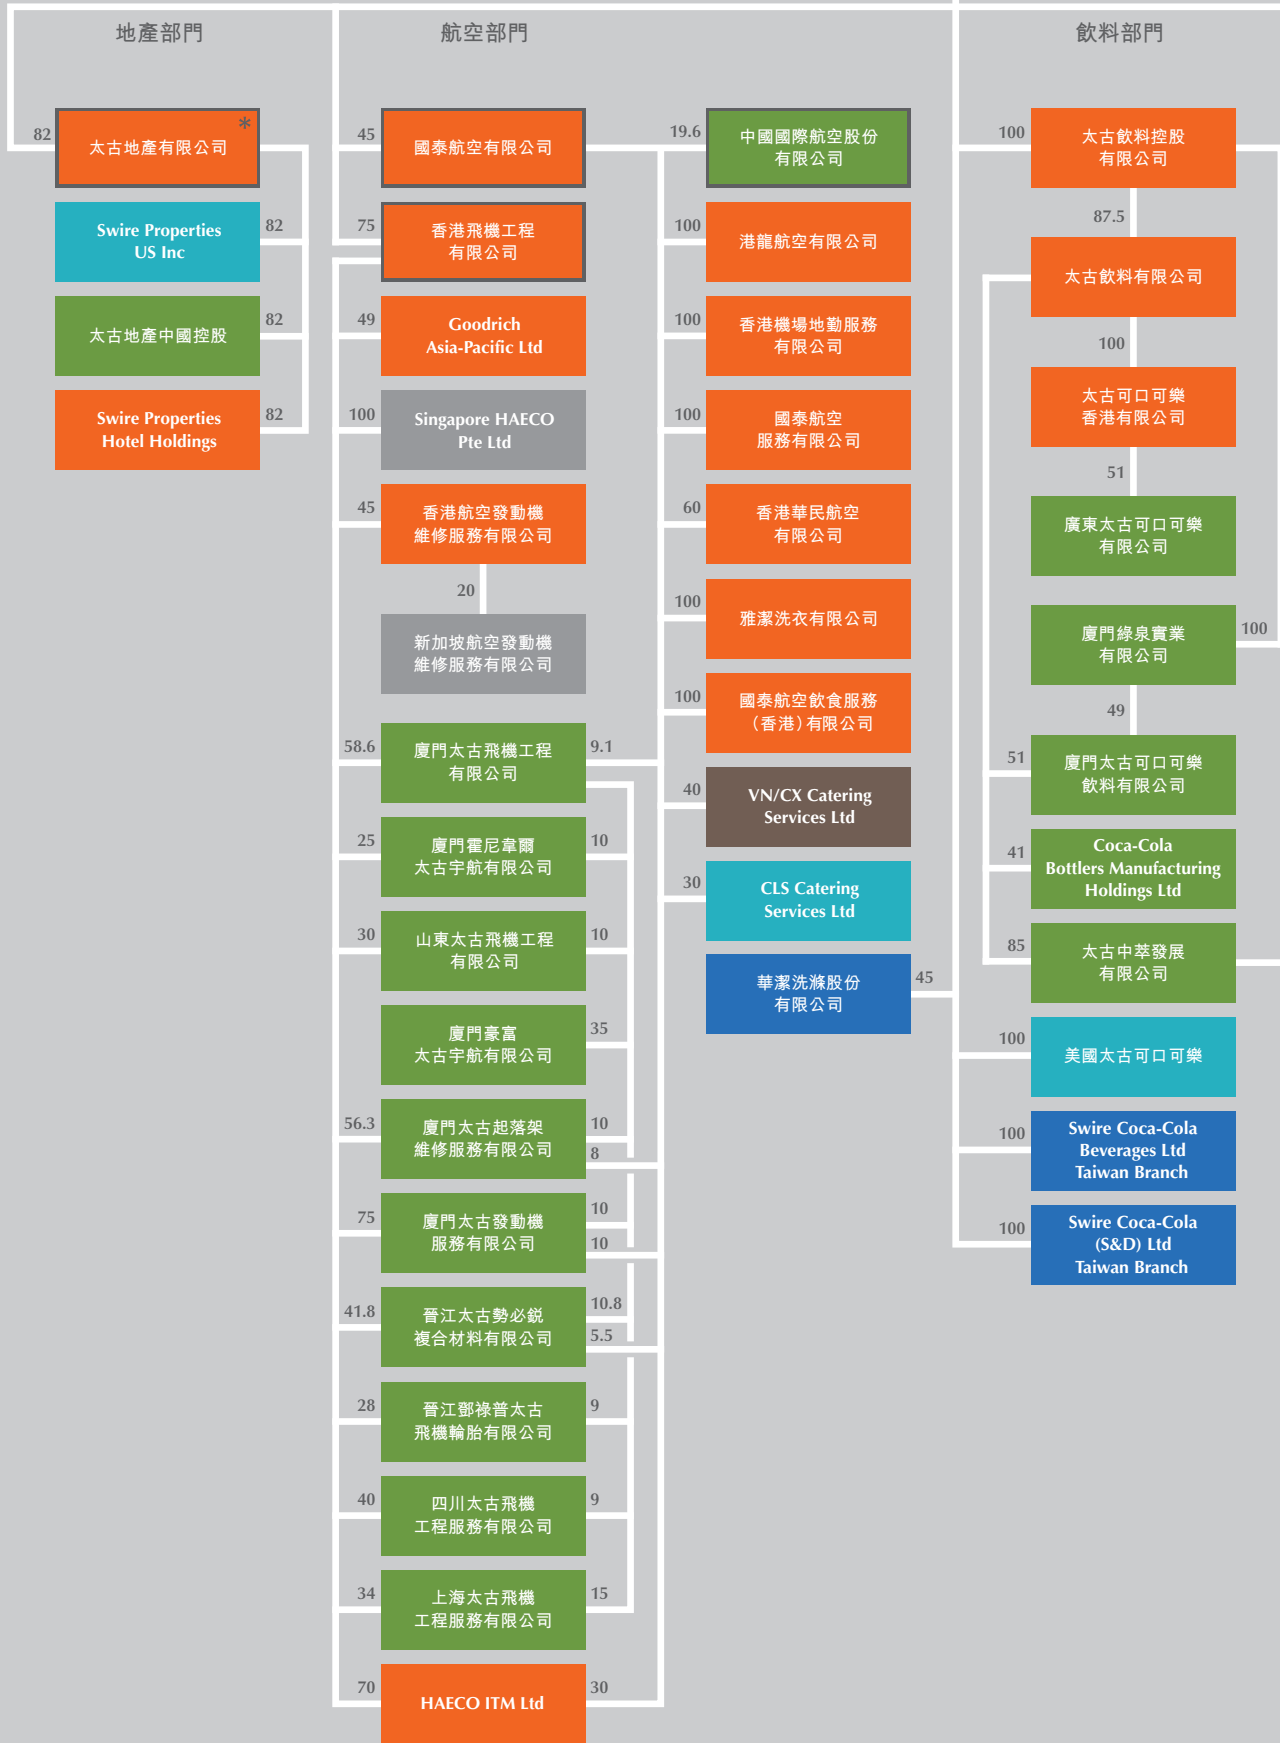 地產部門
82
太古地產有限公司
*
Swire Properties
US Inc
82
太古地產中國控股
82
Swire Properties
Hotel Holdings
82
航空部門
45
國泰航空有限公司
75
香港飛機工程
有限公司
49
Goodrich
Asia-Pacific Ltd
100
Singapore HAECO
Pte Ltd
45
香港航空發動機
維修服務有限公司
20
新加坡航空發動機
維修服務有限公司
58.6
廈門太古飛機工程
有限公司
9.1
25
廈門霍尼韋爾
太古宇航有限公司
10
30
山東太古飛機工程
有限公司
10
廈門豪富
太古宇航有限公司
35
56.3
廈門太古起落架
維修服務有限公司
10
8
75
廈門太古發動機
服務有限公司
10
10
41.8
晉江太古勢必銳
複合材料有限公司
10.8
5.5
28
晉江鄧祿普太古
飛機輪胎有限公司
9
40
四川太古飛機
工程服務有限公司
9
34
上海太古飛機
工程服務有限公司
15
70
HAECO ITM Ltd
30
19.6
中國國際航空股份
有限公司
100
港龍航空有限公司
100
香港機場地勤服務
有限公司
100
國泰航空
服務有限公司
60
香港華民航空
有限公司
100
雅潔洗衣有限公司
100
國泰航空飲食服務
（香港）有限公司
40
VN/CX Catering
Services Ltd
30
CLS Catering
Services Ltd
華潔洗滌股份
有限公司
45
飲料部門
100
太古飲料控股
有限公司
87.5
太古飲料有限公司
100
太古可口可樂
香港有限公司
51
廣東太古可口可樂
有限公司
廈門綠泉實業
有限公司
100
49
51
廈門太古可口可樂
飲料有限公司
41
Coca-Cola
Bottlers Manufacturing
Holdings Ltd
85
太古中萃發展
有限公司
100
美國太古可口可樂
100
Swire Coca-Cola
Beverages Ltd
Taiwan Branch
100
Swire Coca-Cola
(S&D) Ltd
Taiwan Branch